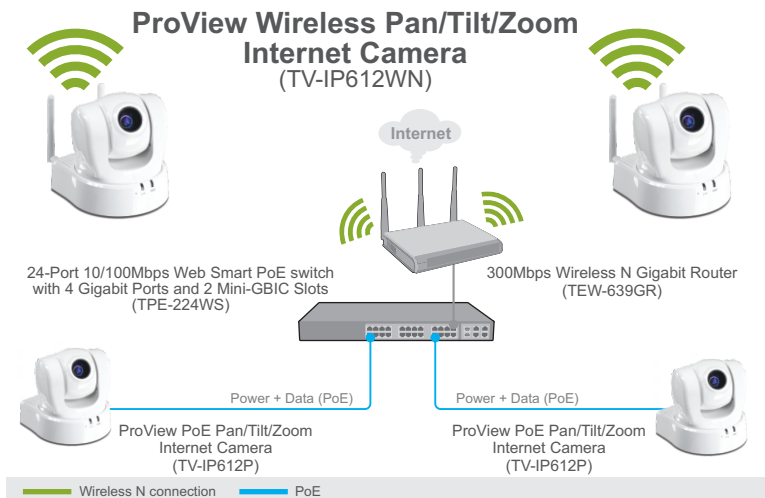 ProView Wireless Pan/Tilt/Zoom
Internet Camera
(TV-IP612WN)
Internet
24-Port 10/100Mbps Web Smart PoE switch
with 4 Gigabit Ports and 2 Mini-GBIC Slots
(TPE-224WS)
300Mbps Wireless N Gigabit Router
(TEW-639GR)
Power + Data (PoE)
Power + Data (PoE)
ProView PoE Pan/Tilt/Zoom
Internet Camera
(TV-IP612P)
ProView PoE Pan/Tilt/Zoom
Internet Camera
(TV-IP612P)
Wireless N connection
PoE